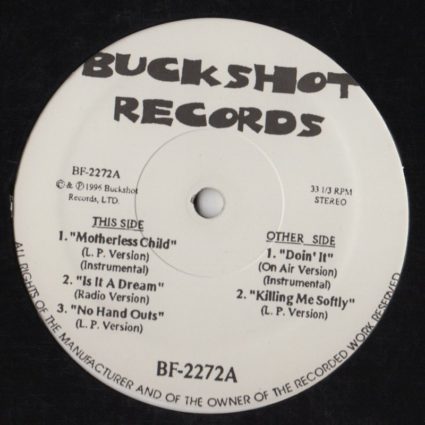 BUCKSHOT
RECORDS
BF-2272A
© & ℗ 1996 Buckshot
Records, LTD.
33 1/3 RPM
STEREO
THIS SIDE
1. "Motherless Child"
(L. P. Version)
(Instrumental)
2. "Is It A Dream"
(Radio Version)
3. "No Hand Outs"
(L. P. Version)
OTHER SIDE
1. "Doin' It"
(On Air Version)
(Instrumental)
2. "Killing Me Softly"
(L. P. Version)
BF-2272A
ALL RIGHTS OF THE MANUFACTURER AND OF THE OWNER OF THE RECORDED WORK RESERVED